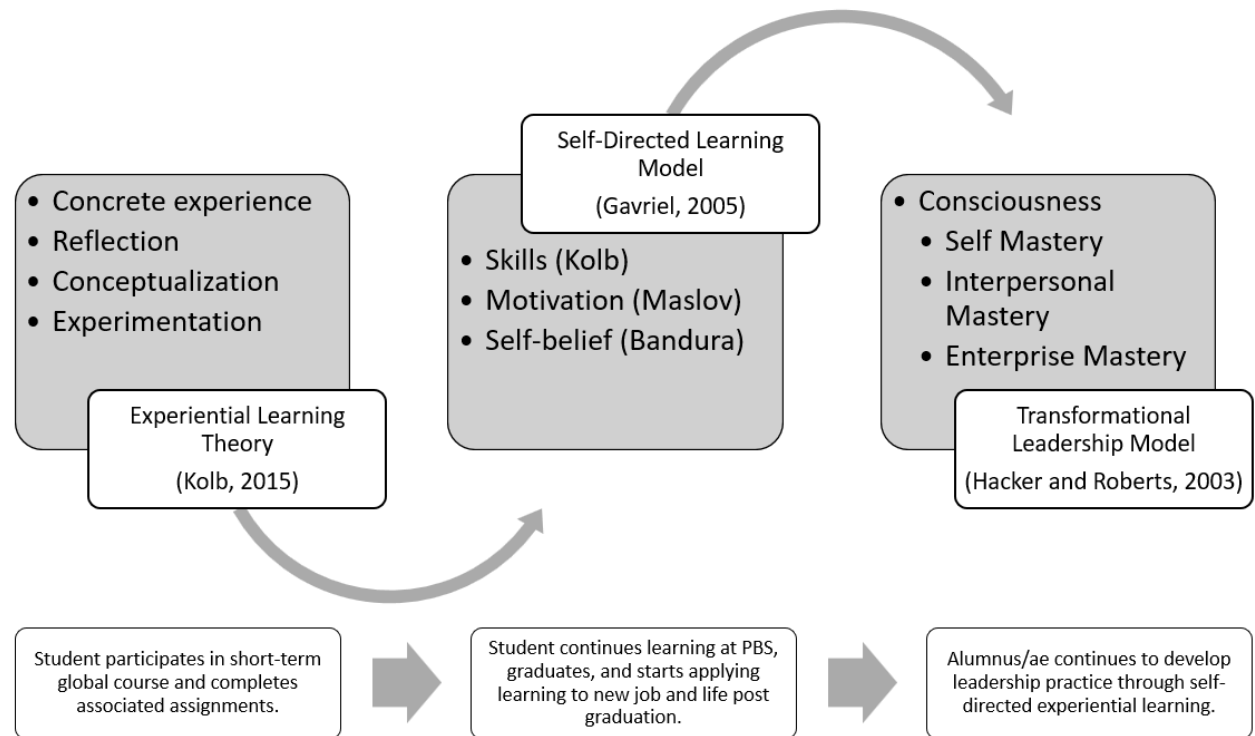 • Concrete experience
• Reflection
• Conceptualization
• Experimentation
Experiential Learning
Theory
(Kolb, 2015)
Self-Directed Learning
Model
(Gavriel, 2005)
• Skills (Kolb)
• Motivation (Maslov)
• Self-belief (Bandura)
• Consciousness
• Self Mastery
• Interpersonal
Mastery
• Enterprise Mastery
Transformational
Leadership Model
(Hacker and Roberts, 2003)
Student participates in short-term
global course and completes
associated assignments.
Student continues learning at PBS,
graduates, and starts applying
learning to new job and life post
graduation.
Alumnus/ae continues to develop
leadership practice through self-
directed experiential learning.